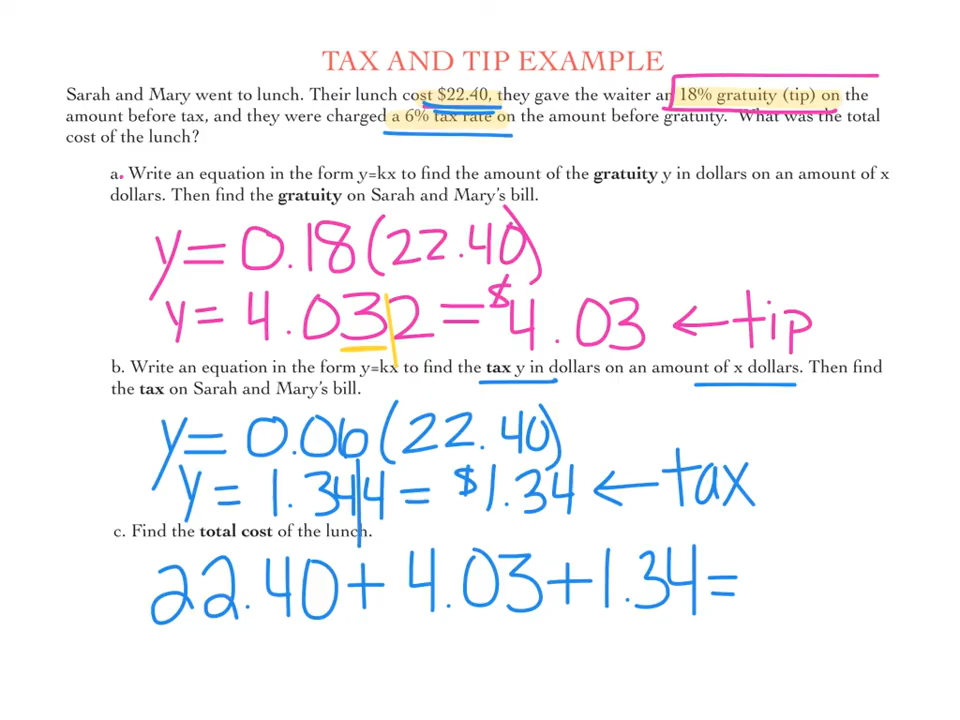 TAX AND TIP EXAMPLE
Sarah and Mary went to lunch. Their lunch cost $22.40, they gave the waiter an 18% gratuity (tip) on the
amount before tax, and they were charged a 6% tax rate on the amount before gratuity. What was the total
cost of the lunch?
a. Write an equation in the form y=kx to find the amount of the gratuity y in dollars on an amount of x
dollars. Then find the gratuity on Sarah and Mary's bill.
y = 0.18(22.40)
y = 4.032 = $4.03 ← tip
b. Write an equation in the form y=kx to find the tax y in dollars on an amount of x dollars. Then find
the tax on Sarah and Mary's bill.
y = 0.06(22.40)
y = 1.344 = $1.34 ← tax
c. Find the total cost of the lunch.
22.40 + 4.03 + 1.34 =